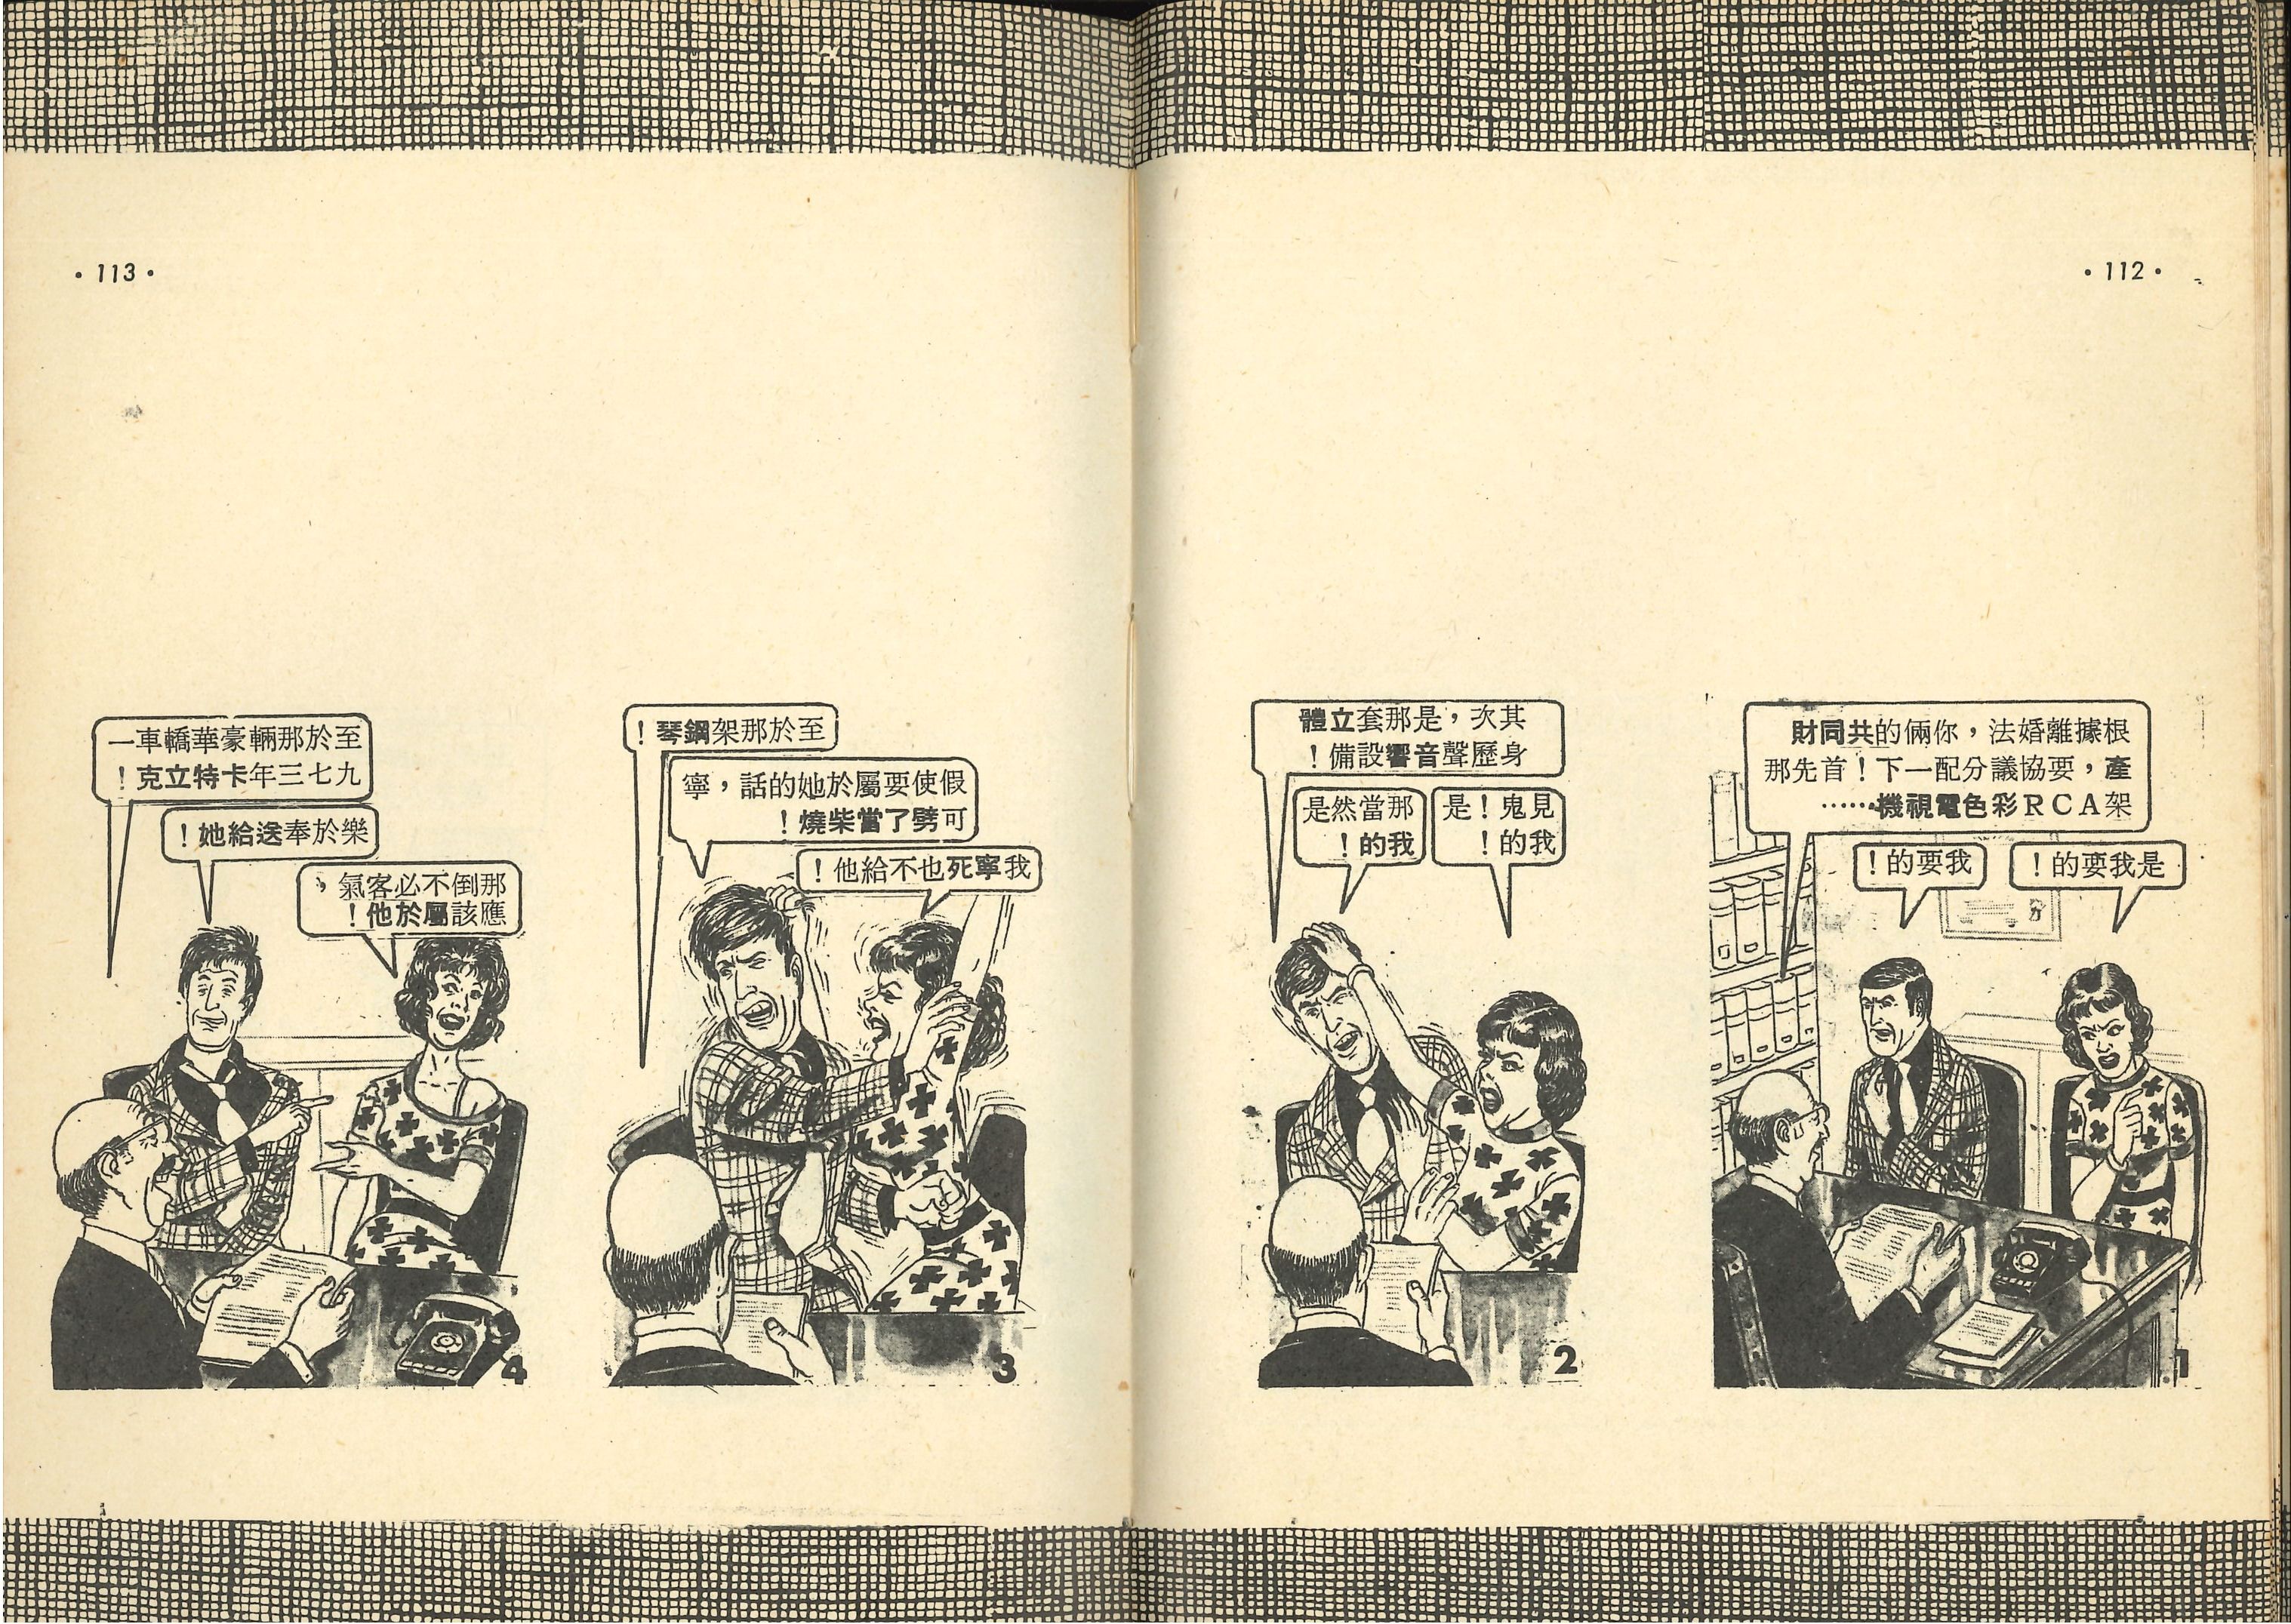 ·112·
根據離婚法，你倆的共同財
產，要協議分配一下！首先那
架RCA彩色電視機……
是我要的！
我要的！
1
其次，是那套立體
身歷聲音響設備！
見鬼！是
我的！
那當然是
我的！
2
·113·
至於那架鋼琴！
假使要屬於她的話，寧
可劈了當柴燒！
我寧死也不給他！
3
至於那輛豪華轎車一
九七三年卡特立克！
樂於奉送給她！
那倒不必客氣，
應該屬於他！
4